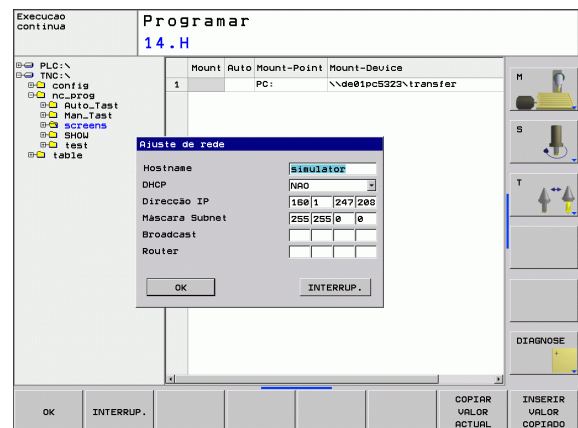 Execucao
continua
Programar
14.H
PLC:\
TNC:\
config
nc_prog
Auto_Tast
Man_Tast
screens
SHOW
test
table
Mount Auto Mount-Point Mount-Device
1 PC: \\de01pc5323\transfer
Ajuste de rede
Hostname simulator
DHCP NAO
Direcção IP 160 1 247 208
Máscara Subnet 255 255 0 0
Broadcast
Router
OK INTERRUP.
M
S
T
DIAGNOSE
OK INTERRUP. COPIAR VALOR ACTUAL INSERIR VALOR COPIADO